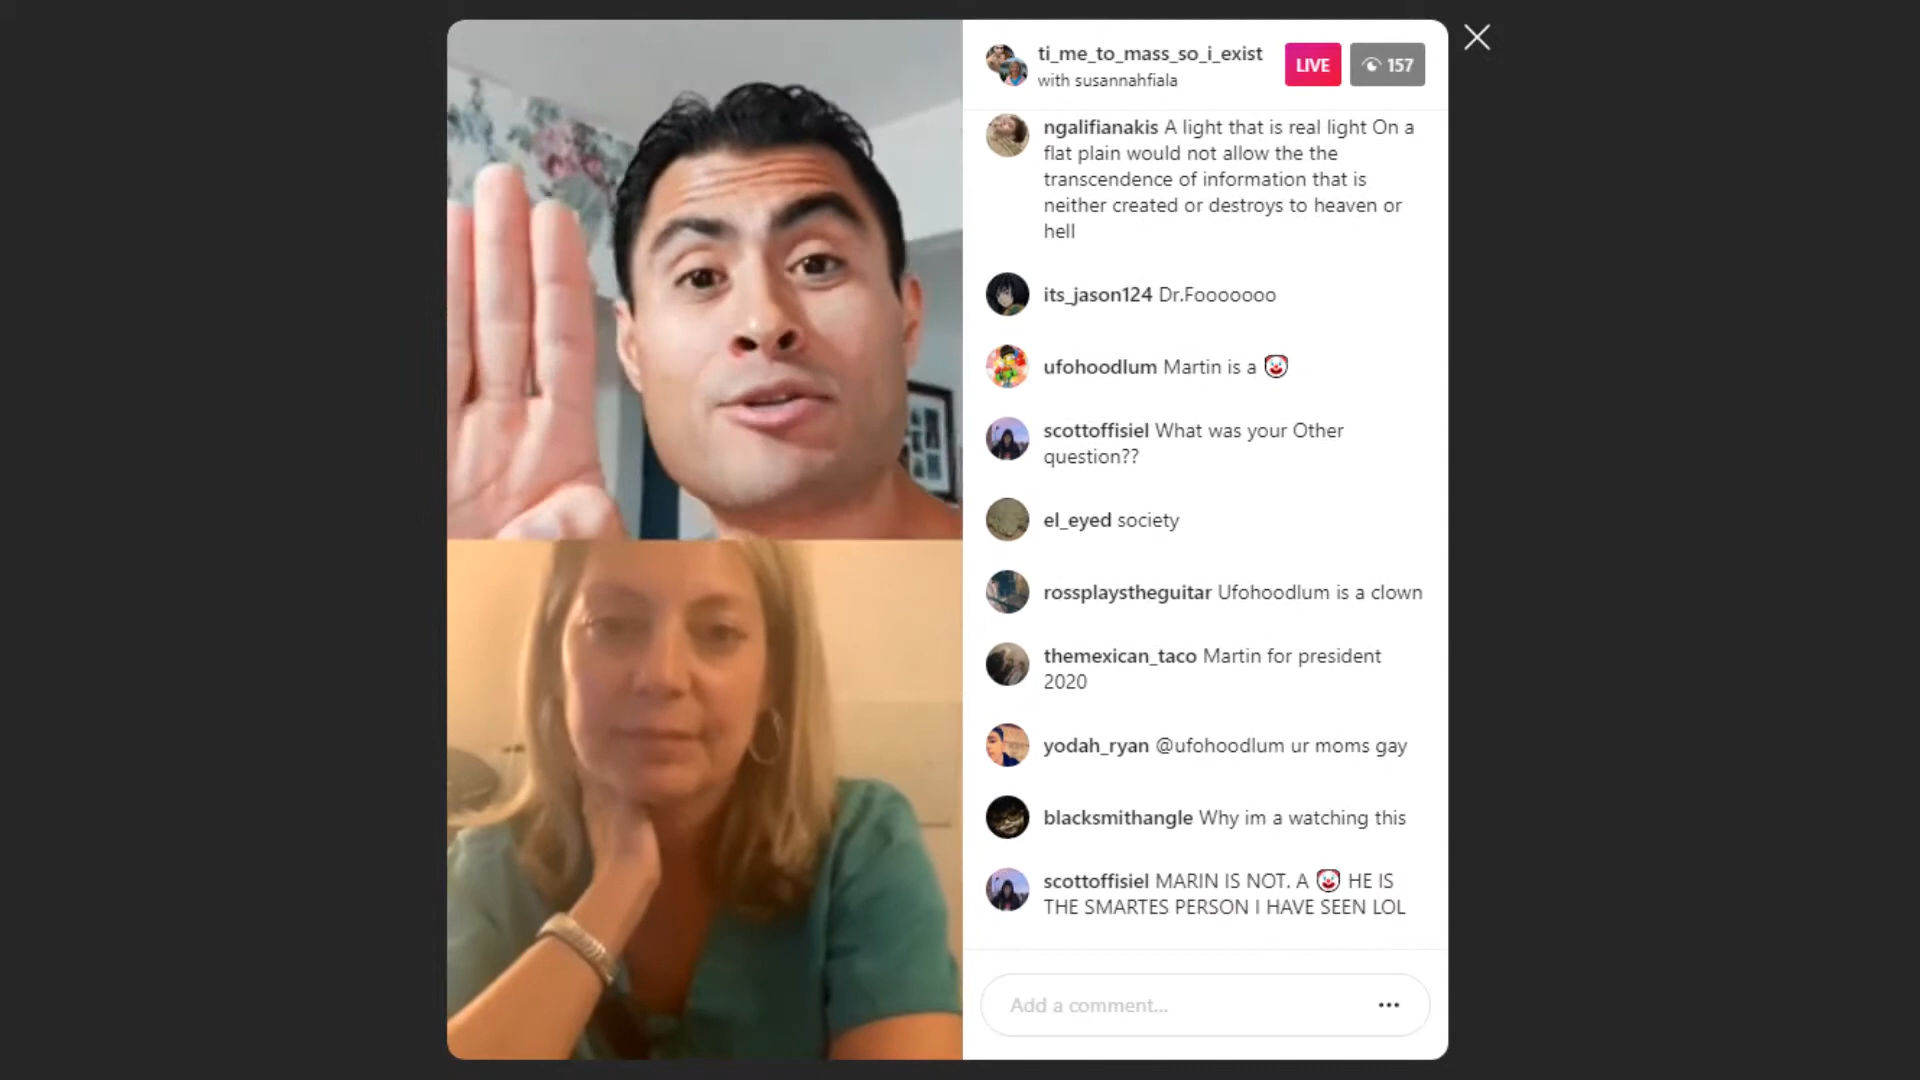 ti_me_to_mass_so_i_exist
with susannahfiala
LIVE
157
ngalifianakis A light that is real light On a
flat plain would not allow the the
transcendence of information that is
neither created or destroys to heaven or
hell
its_jason124 Dr.Fooooooo
ufohoodlum Martin is a 🤡
scottoffisiel What was your Other
question??
el_eyed society
rossplaystheguitar Ufohoodlum is a clown
themexican_taco Martin for president
2020
yodah_ryan @ufohoodlum ur moms gay
blacksmithangle Why im a watching this
scottoffisiel MARIN IS NOT. A 🤡 HE IS
THE SMARTES PERSON I HAVE SEEN LOL
Add a comment...